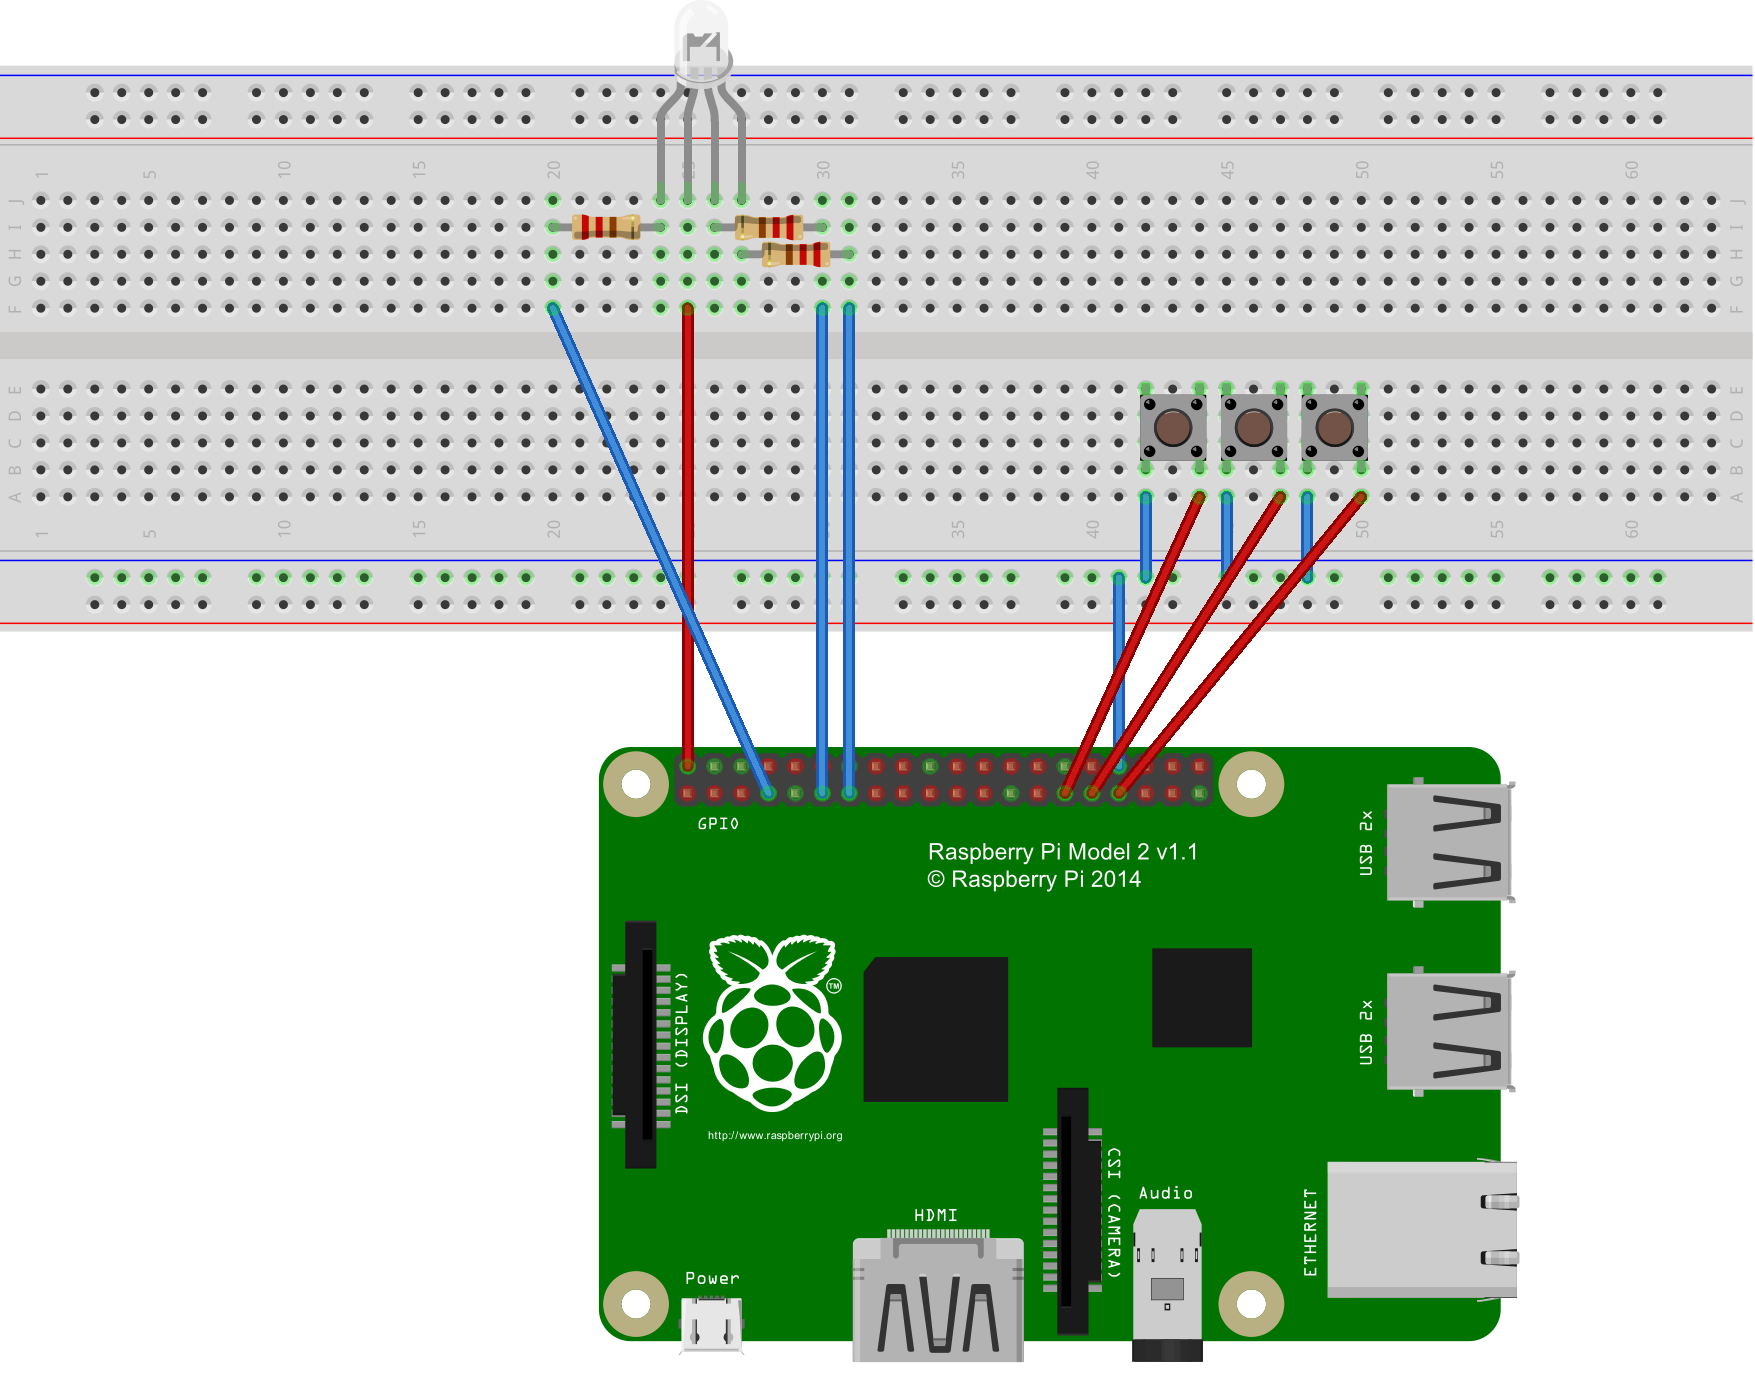 1 5 10 15 20 25 30 35 40 45 50 55 60
J J
I I
H H
G G
F F
E E
D D
C C
B B
A A
1 5 10 15 20 30 35 40 45 50 55 60
GPIO
Raspberry Pi Model 2 v1.1
© Raspberry Pi 2014
USB 2x
DSI (DISPLAY)
TM
USB 2x
http://www.raspberrypi.org
CSI (CAMERA)
Audio
ETHERNET
HDMI
Power